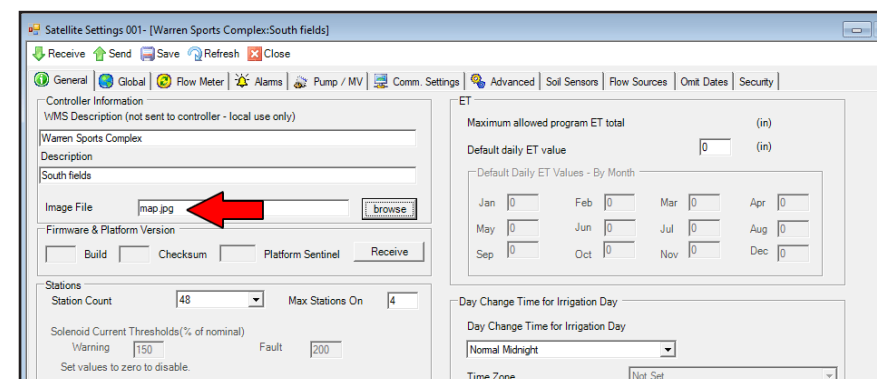 Satellite Settings 001- [Warren Sports Complex:South fields]
Receive Send Save Refresh Close
General Global Flow Meter Alarms Pump / MV Comm. Settings Advanced Soil Sensors Flow Sources Omit Dates Security
Controller Information
WMS Description (not sent to controller - local use only)
Warren Sports Complex
Description
South fields
Image File map.jpg browse
Firmware & Platform Version
Build Checksum Platform Sentinel Receive
Stations
Station Count 48 Max Stations On 4
Solenoid Current Thresholds(% of nominal)
Warning 150 Fault 200
Set values to zero to disable.
ET
Maximum allowed program ET total (in)
Default daily ET value 0 (in)
Default Daily ET Values - By Month
Jan 0 Feb 0 Mar 0 Apr 0
May 0 Jun 0 Jul 0 Aug 0
Sep 0 Oct 0 Nov 0 Dec 0
Day Change Time for Irrigation Day
Day Change Time for Irrigation Day
Normal Midnight
Time Zone Not Set